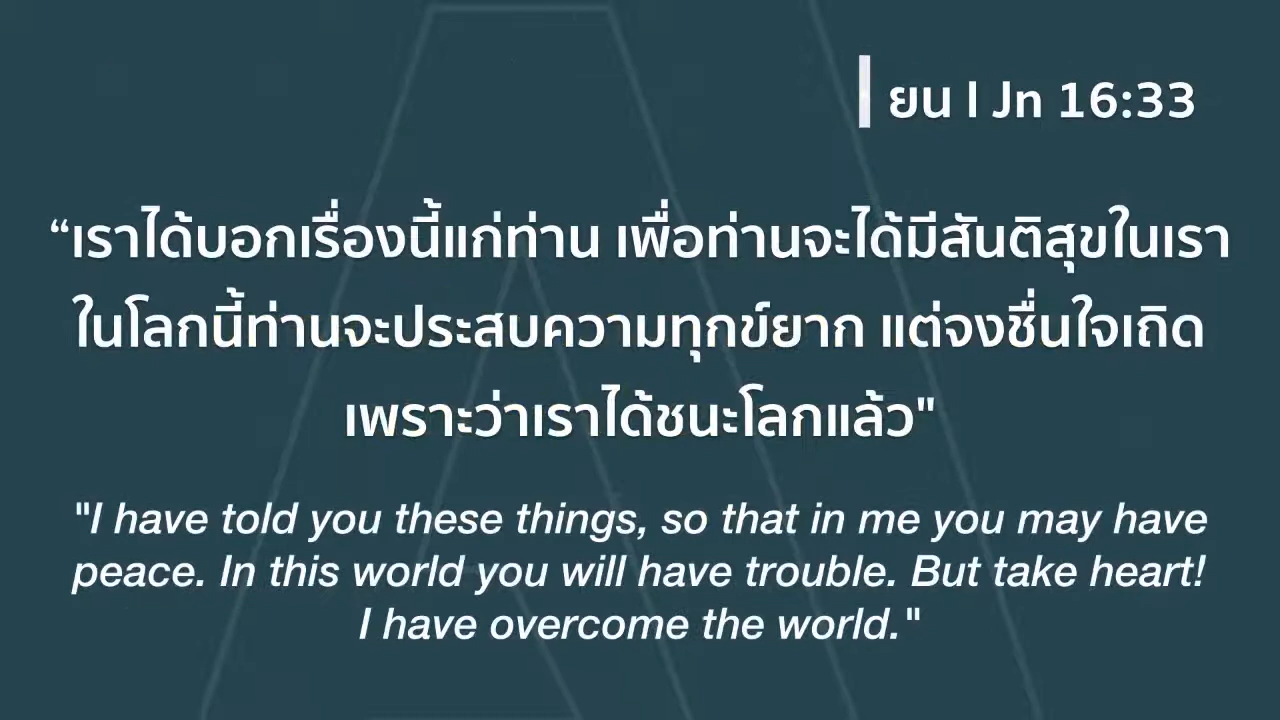 ยน | Jn 16:33
“เราได้บอกเรื่องนี้แก่ท่าน เพื่อท่านจะได้มีสันติสุขในเรา
ในโลกนี้ท่านจะประสบความทุกข์ยาก แต่จงชื่นใจเถิด
เพราะว่าเราได้ชนะโลกแล้ว"
"I have told you these things, so that in me you may have
peace. In this world you will have trouble. But take heart!
I have overcome the world."